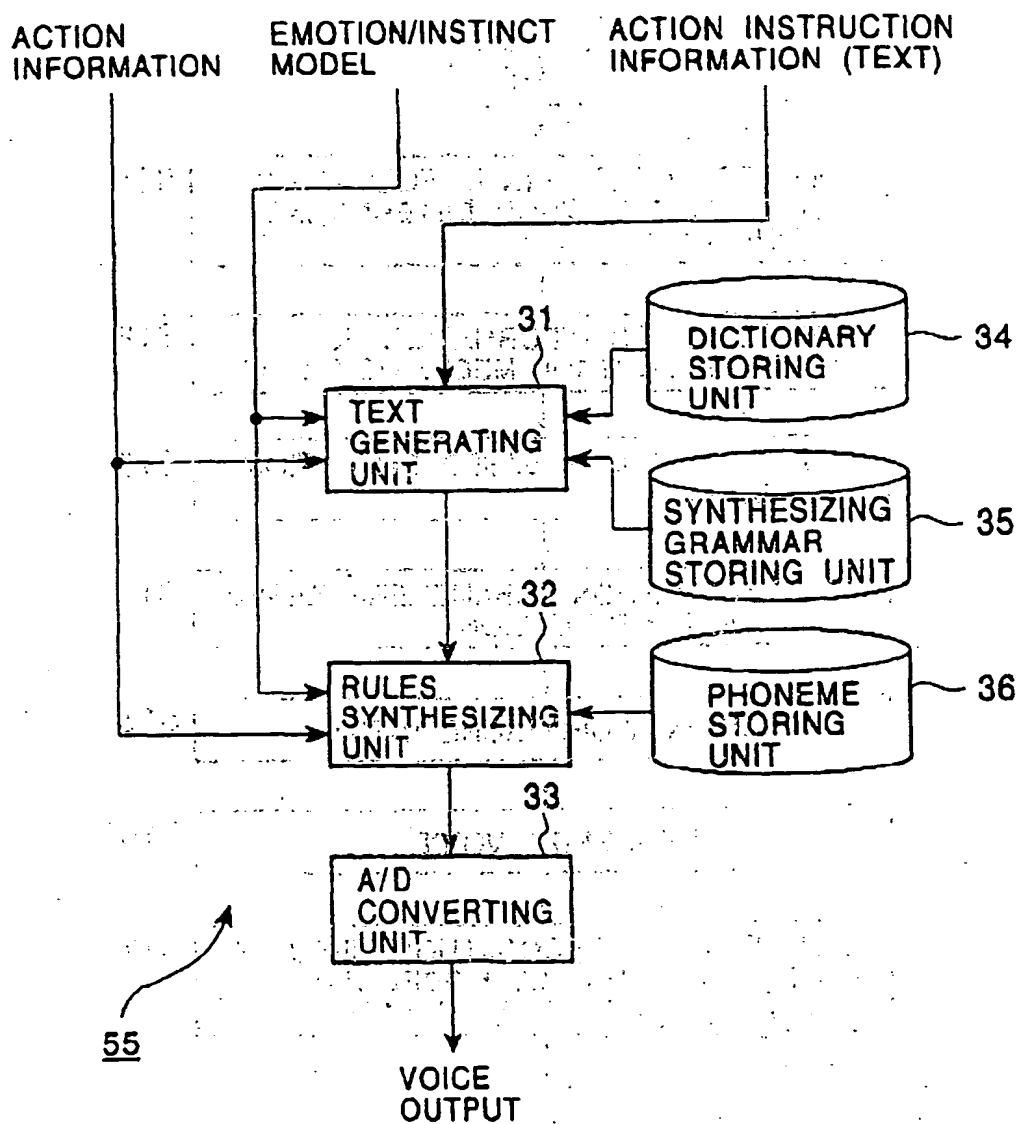 ACTION
INFORMATION
EMOTION/INSTINCT
MODEL
ACTION INSTRUCTION
INFORMATION (TEXT)
31
TEXT
GENERATING
UNIT
DICTIONARY
STORING
UNIT
34
SYNTHESIZING
GRAMMAR
STORING UNIT
35
32
RULES
SYNTHESIZING
UNIT
PHONEME
STORING
UNIT
36
33
A/D
CONVERTING
UNIT
55
VOICE
OUTPUT